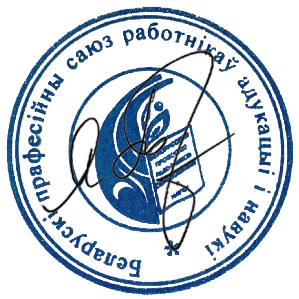 Беларускі прафесійны саюз работнікаў адукацыі і навукі